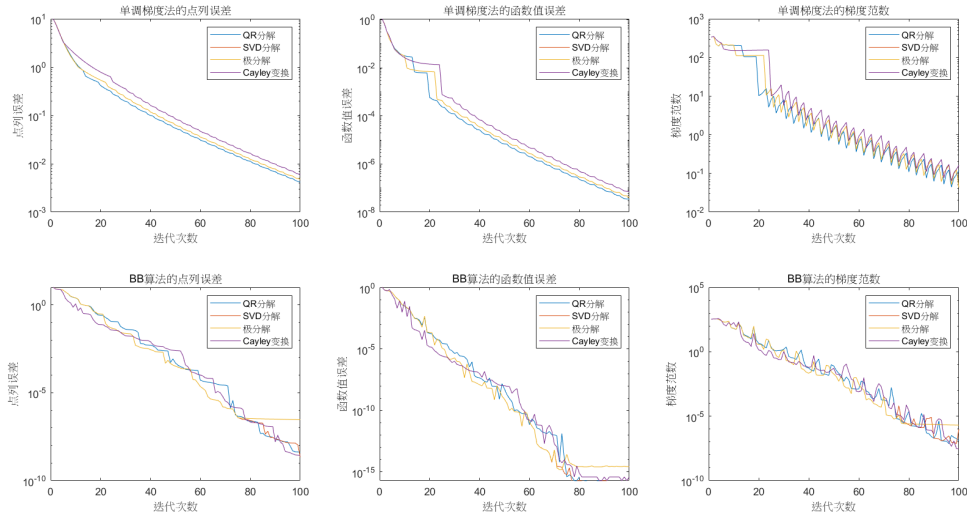 单调梯度法的点列误差
10^1
10^0
10^-1
10^-2
10^-3
点列误差
0
20
40
60
80
100
迭代次数
QR分解
SVD分解
极分解
Cayley变换
单调梯度法的函数值误差
10^0
10^-2
10^-4
10^-6
10^-8
函数值误差
0
20
40
60
80
100
迭代次数
QR分解
SVD分解
极分解
Cayley变换
单调梯度法的梯度范数
10^3
10^2
10^1
10^0
10^-1
10^-2
梯度范数
0
20
40
60
80
100
迭代次数
QR分解
SVD分解
极分解
Cayley变换
BB算法的点列误差
10^0
10^-5
10^-10
点列误差
0
20
40
60
80
100
迭代次数
QR分解
SVD分解
极分解
Cayley变换
BB算法的函数值误差
10^0
10^-5
10^-10
10^-15
函数值误差
0
20
40
60
80
100
迭代次数
QR分解
SVD分解
极分解
Cayley变换
BB算法的梯度范数
10^5
10^0
10^-5
10^-10
梯度范数
0
20
40
60
80
100
迭代次数
QR分解
SVD分解
极分解
Cayley变换